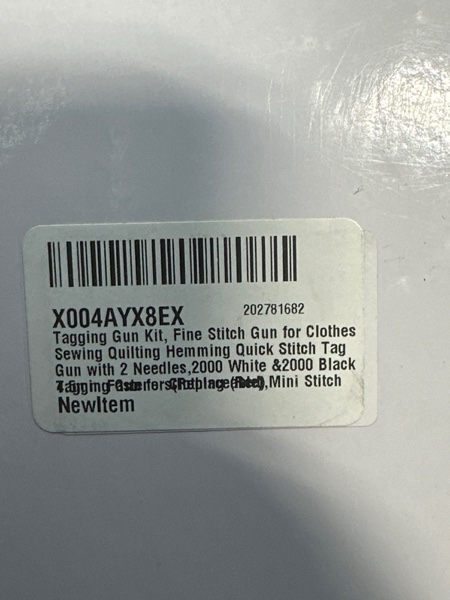 X004AYX8EX
202781682
Tagging Gun Kit, Fine Stitch Gun for Clothes
Sewing Quilting Hemming Quick Stitch Tag
Gun with 2 Needles,2000 White &2000 Black
Mini Stitch
NewItem